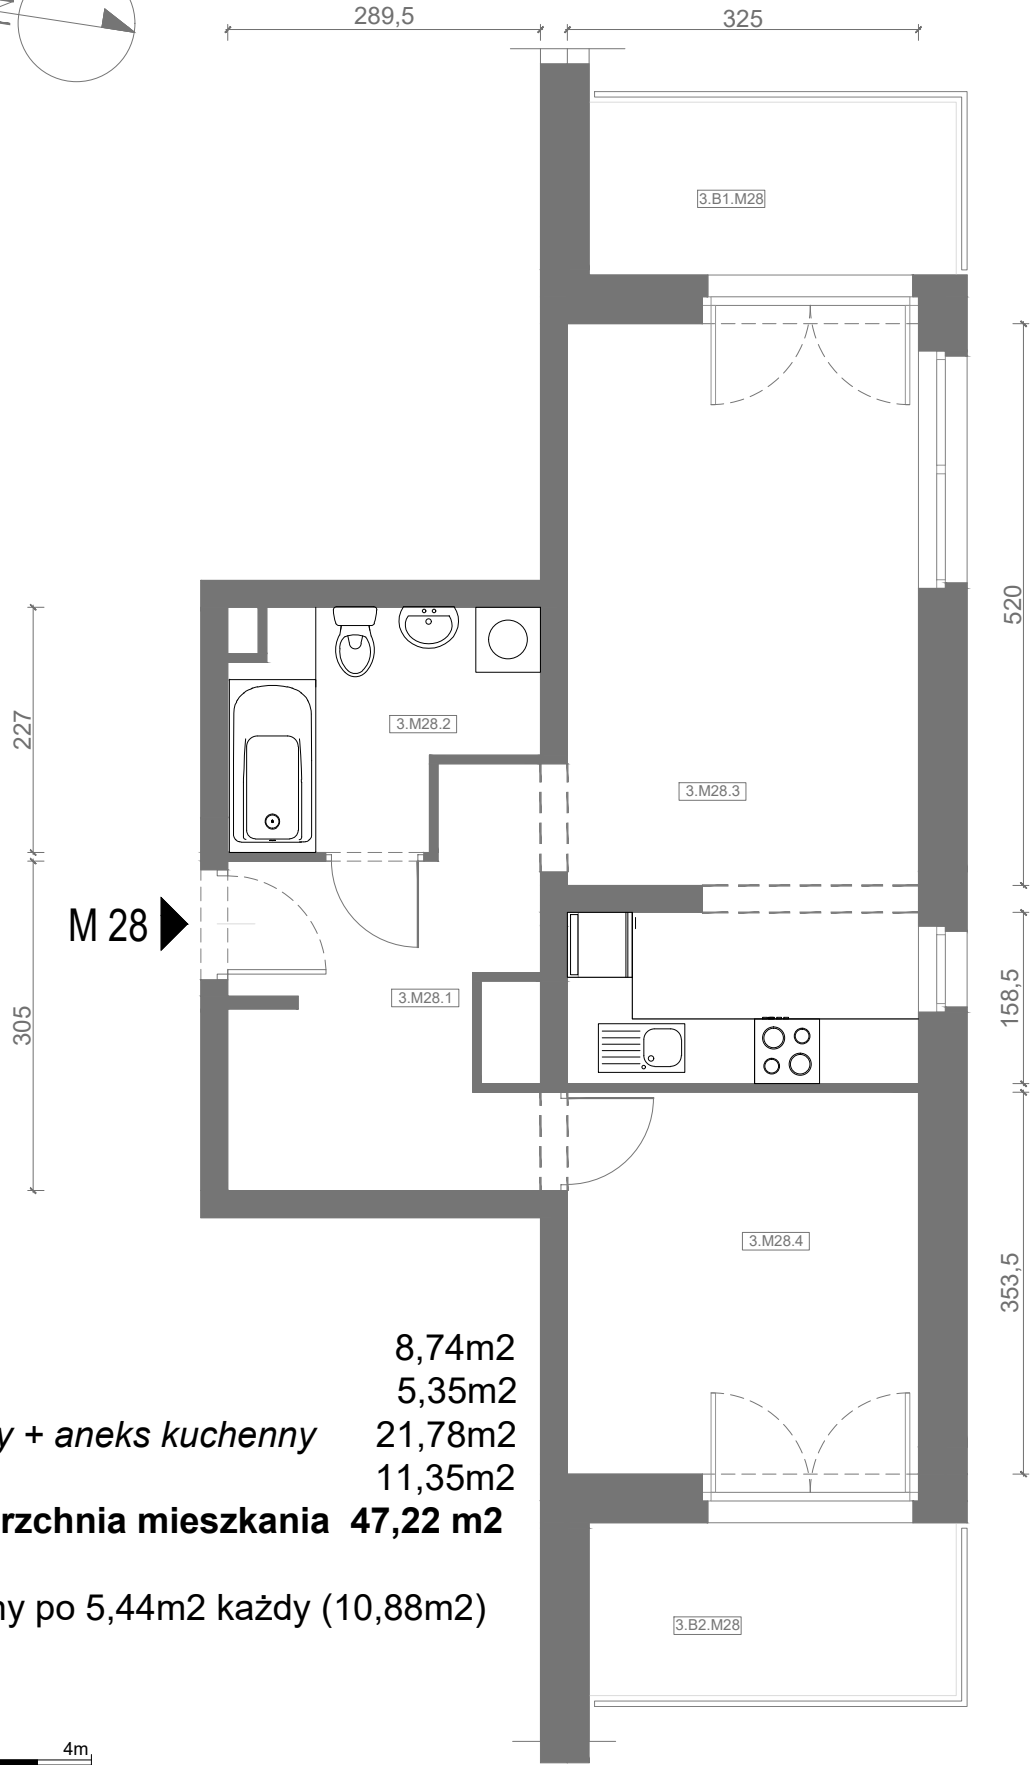 N
289,5
325
3.B1.M28
520
227
3.M28.2
3.M28.3
M 28
3.M28.1
158,5
305
3.M28.4
353,5
8,74m2
5,35m2
y + aneks kuchenny 21,78m2
11,35m2
rzchnia mieszkania 47,22 m2
ny po 5,44m2 każdy (10,88m2)
3.B2.M28
4m